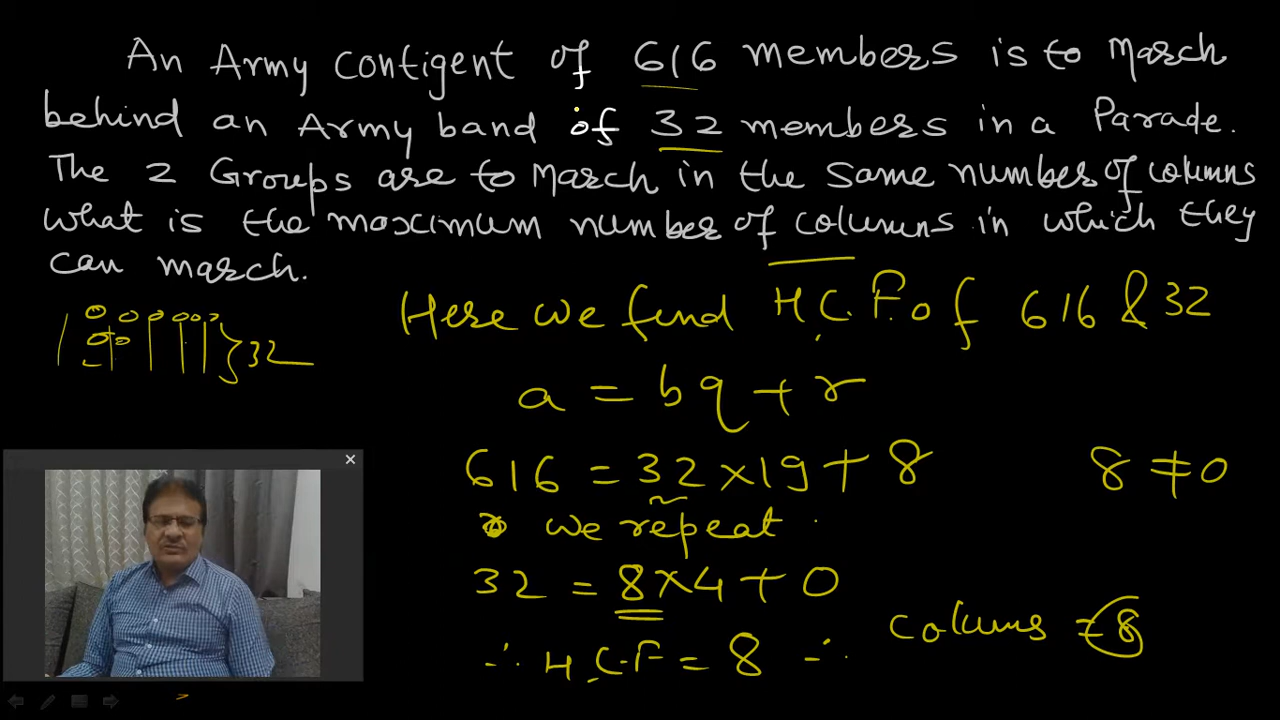 An Army contigent of 616 members is to March
behind an Army band of 32 members in a Parade.
The 2 Groups are to March in the same number of columns
what is the maximum number of columns in which they
can march.
Here we find H.C.F. of 616 & 32
32
a = bq + r
616 = 32 × 19 + 8 8 ≠ 0
we repeat
32 = 8 × 4 + 0
columns = 8
∴ H.C.F = 8 ∴